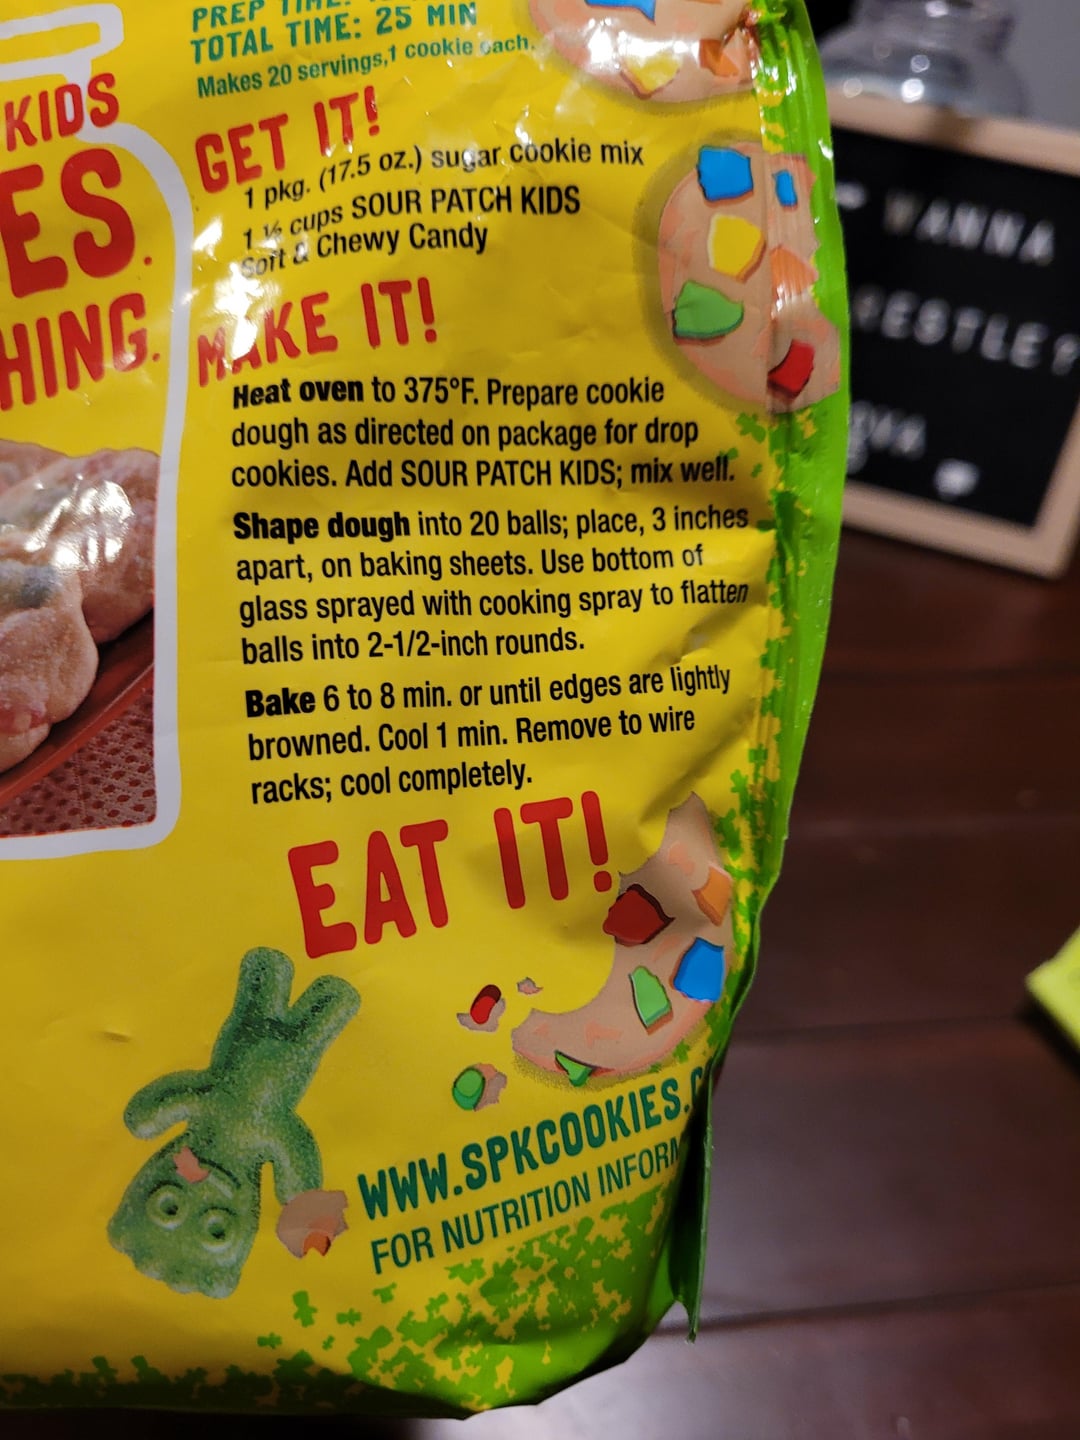 PREP TIME:
TOTAL TIME: 25 MIN
Makes 20 servings,1 cookie each.
KIDS
ES.
HING.
GET IT!
1 pkg. (17.5 oz.) sugar cookie mix
1 ½ cups SOUR PATCH KIDS
Soft & Chewy Candy
MAKE IT!
Heat oven to 375°F. Prepare cookie
dough as directed on package for drop
cookies. Add SOUR PATCH KIDS; mix well.
Shape dough into 20 balls; place, 3 inches
apart, on baking sheets. Use bottom of
glass sprayed with cooking spray to flatten
balls into 2-1/2-inch rounds.
Bake 6 to 8 min. or until edges are lightly
browned. Cool 1 min. Remove to wire
racks; cool completely.
EAT IT!
WWW.SPKCOOKIES.C
FOR NUTRITION INFORM
WANNA
ESTLE?